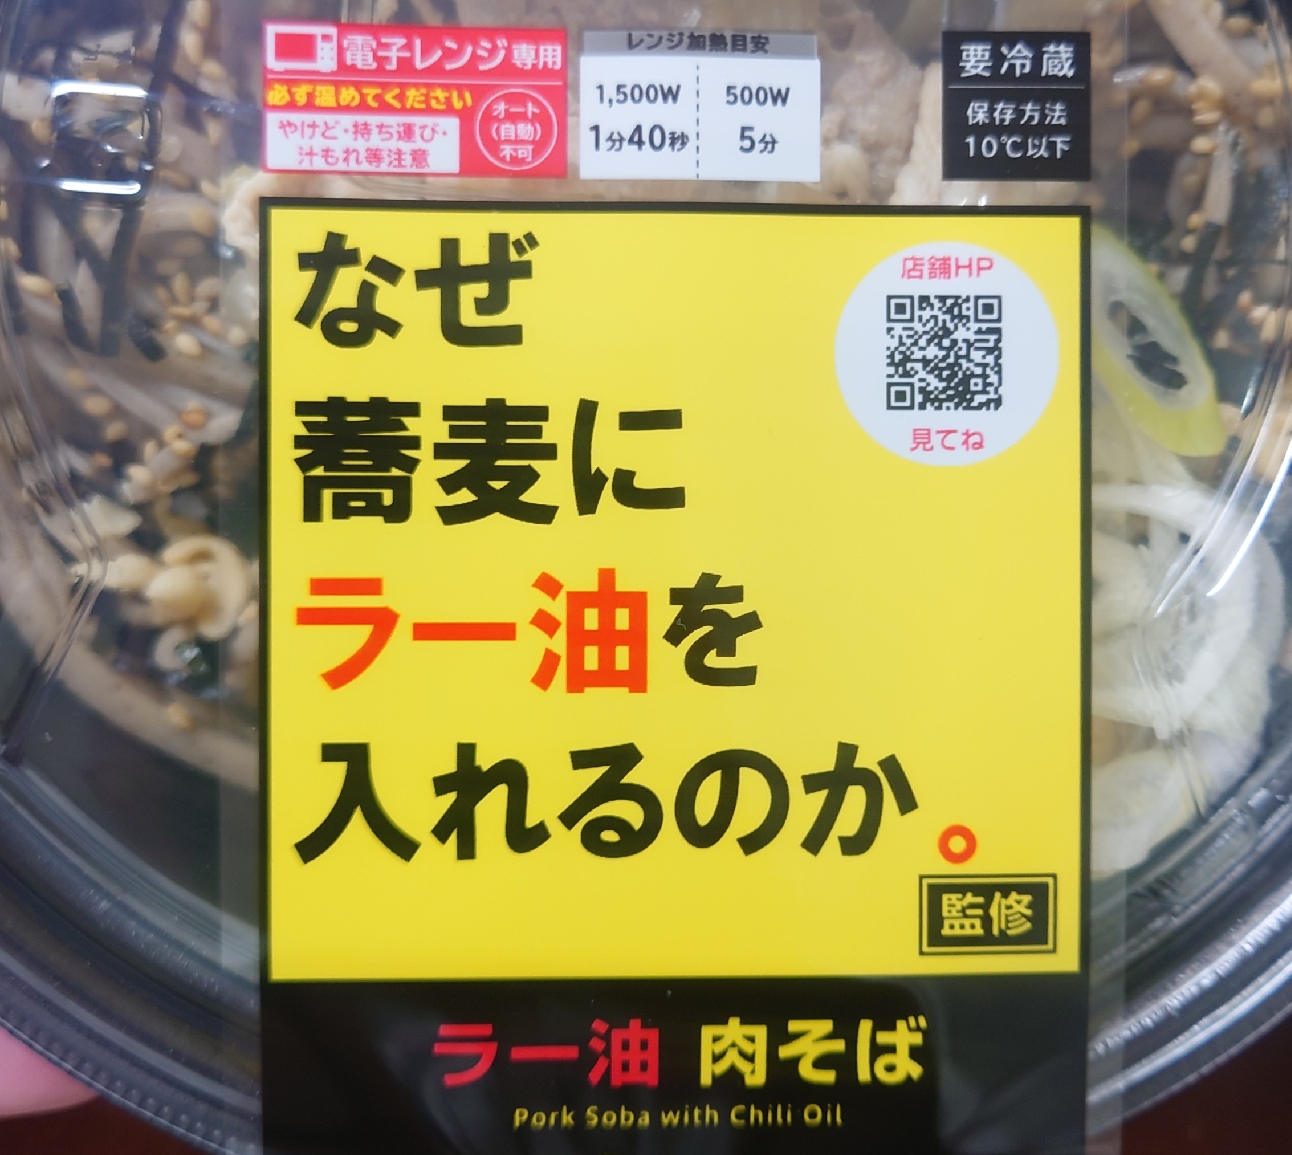 電子レンジ専用
必ず温めてください
やけど・持ち運び・
汁もれ等注意
オート
(自動)
不可
レンジ加熱目安
1,500W
1分40秒
500W
5分
要冷蔵
保存方法
10℃以下
なぜ
蕎麦に
ラー油を
入れるのか。
店舗HP
見てね
監修
ラー油 肉そば
Pork Soba with Chili Oil